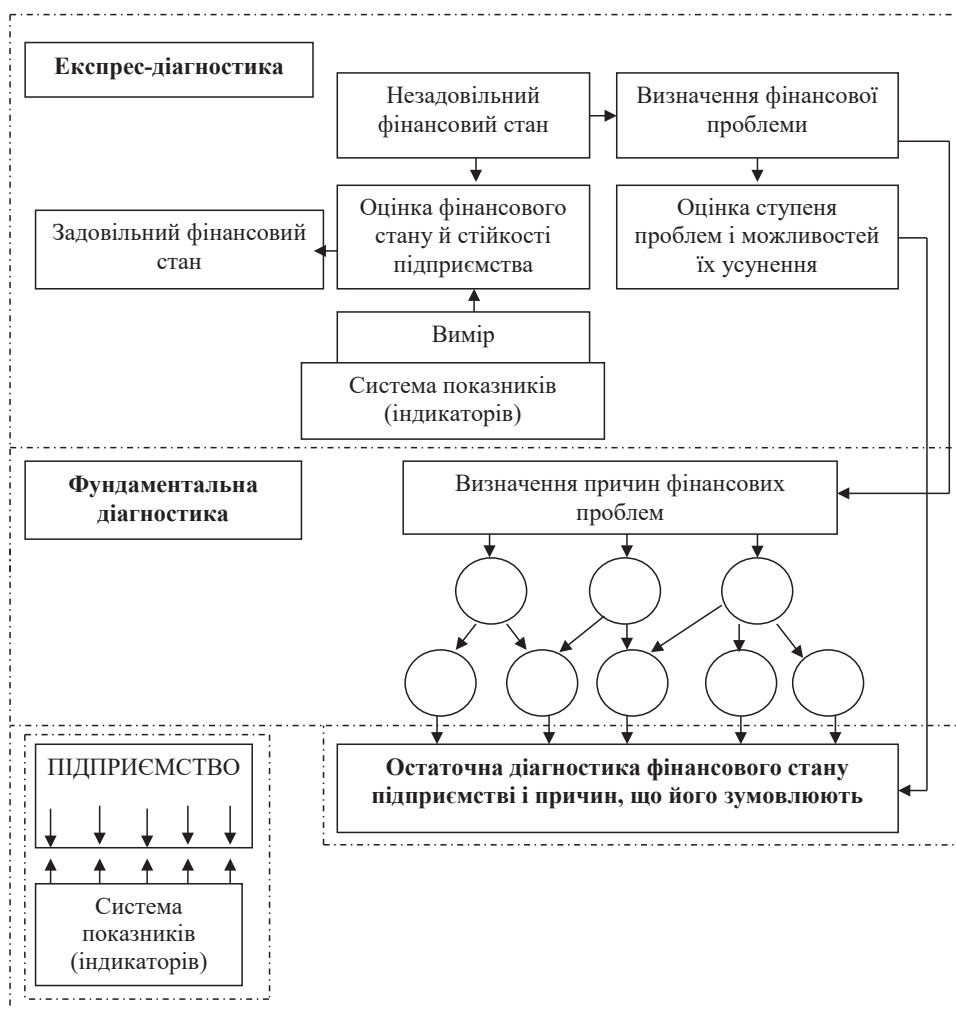 Експрес-діагностика
Незадовільний
фінансовий стан
Визначення фінансової
проблеми
Задовільний фінансовий
стан
Оцінка фінансового
стану й стійкості
підприємства
Оцінка ступеня
проблем і можливостей
їх усунення
Вимір
Система показників
(індикаторів)
Фундаментальна
діагностика
Визначення причин фінансових
проблем
ПІДПРИЄМСТВО
Остаточна діагностика фінансового стану
підприємстві і причин, що його зумовлюють
Система
показників
(індикаторів)